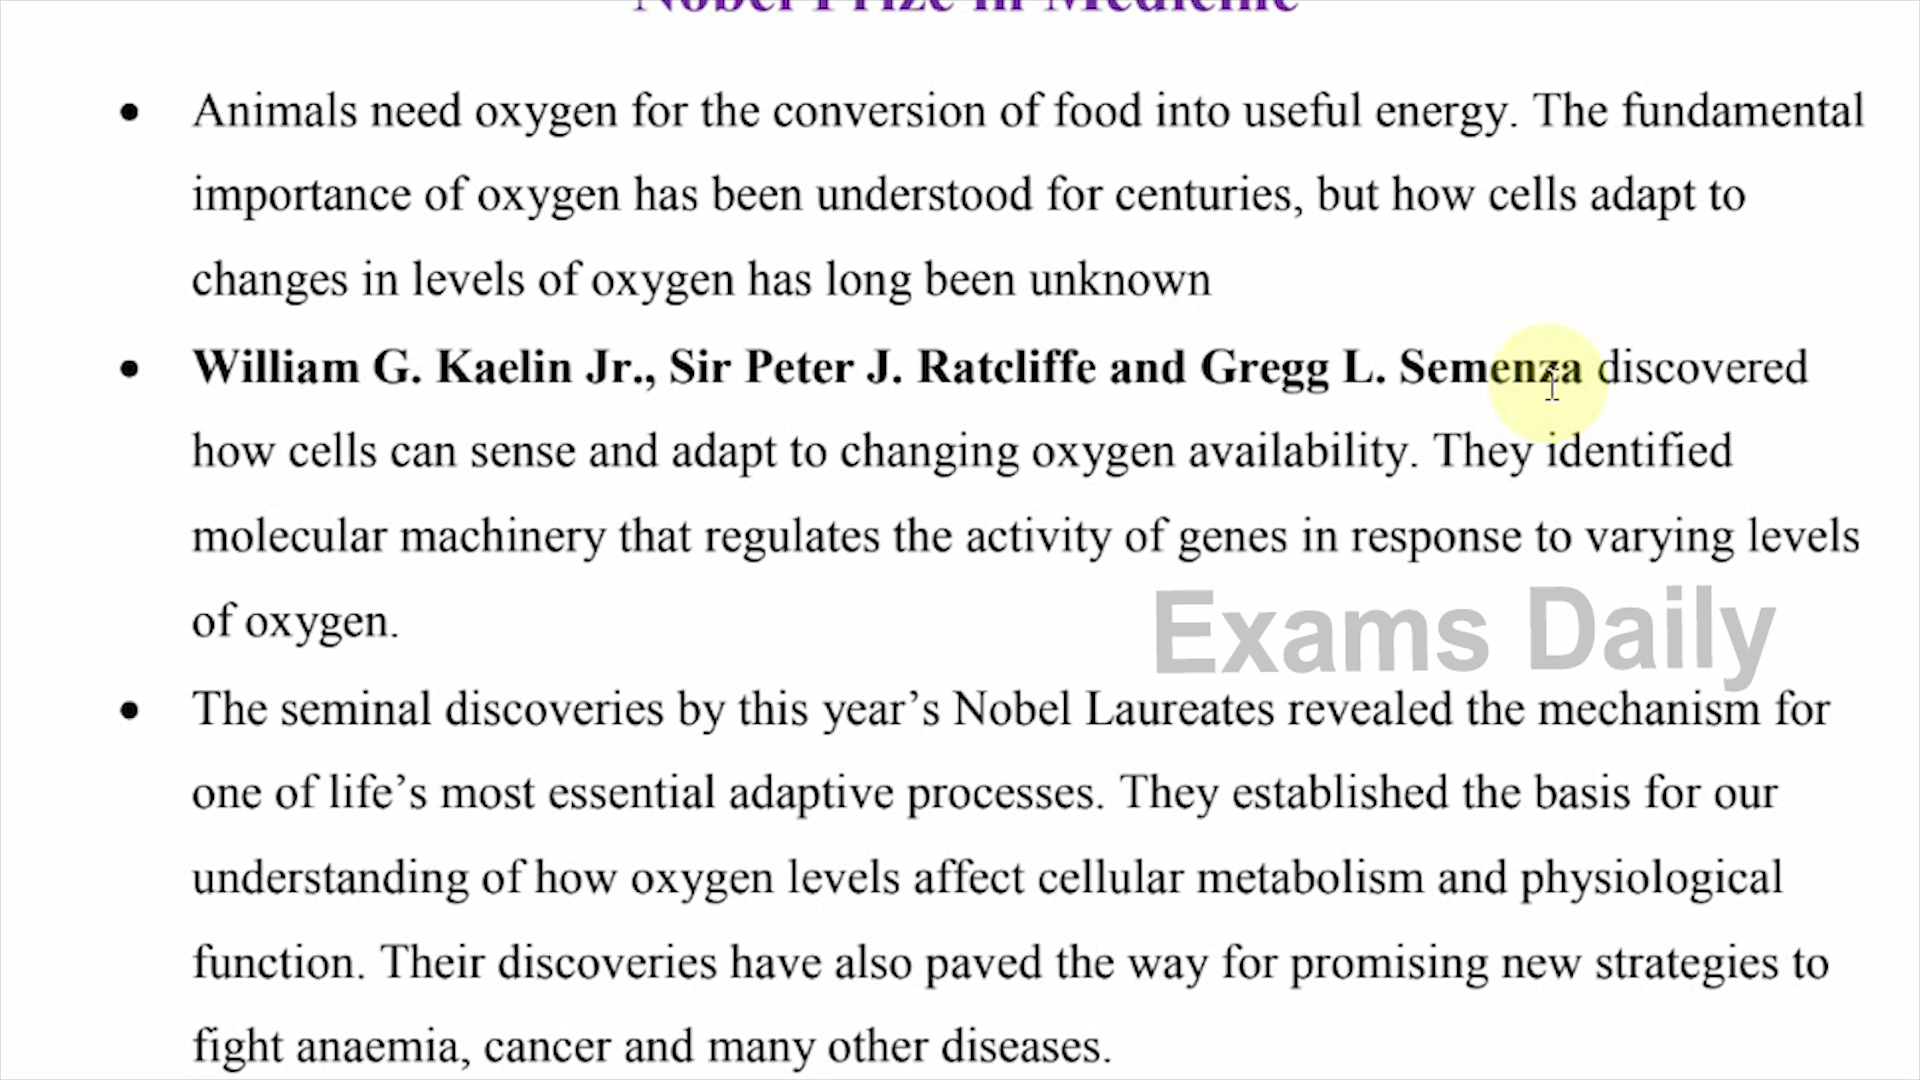 Nobel Prize in Medicine
• Animals need oxygen for the conversion of food into useful energy. The fundamental
importance of oxygen has been understood for centuries, but how cells adapt to
changes in levels of oxygen has long been unknown
• William G. Kaelin Jr., Sir Peter J. Ratcliffe and Gregg L. Semenza discovered
how cells can sense and adapt to changing oxygen availability. They identified
molecular machinery that regulates the activity of genes in response to varying levels
of oxygen.
Exams Daily
• The seminal discoveries by this year’s Nobel Laureates revealed the mechanism for
one of life’s most essential adaptive processes. They established the basis for our
understanding of how oxygen levels affect cellular metabolism and physiological
function. Their discoveries have also paved the way for promising new strategies to
fight anaemia, cancer and many other diseases.